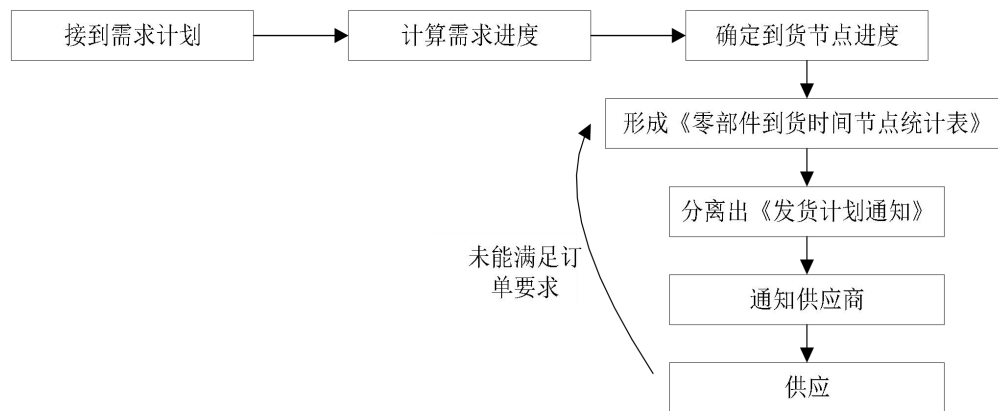 接到需求计划
计算需求进度
确定到货节点进度
形成《零部件到货时间节点统计表》
分离出《发货计划通知》
未能满足订
单要求
通知供应商
供应